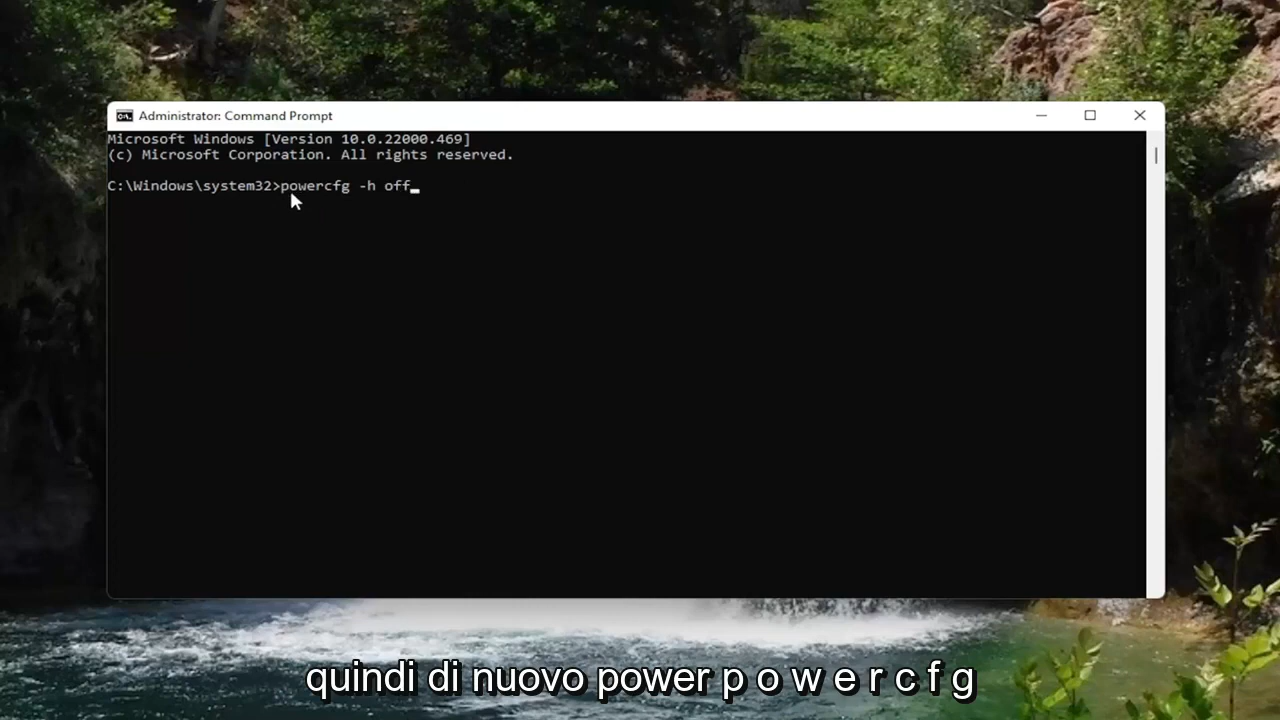 Administrator: Command Prompt
Microsoft Windows [Version 10.0.22000.469]
(c) Microsoft Corporation. All rights reserved.
C:\Windows\system32>powercfg -h off
quindi di nuovo power p o w e r c f g